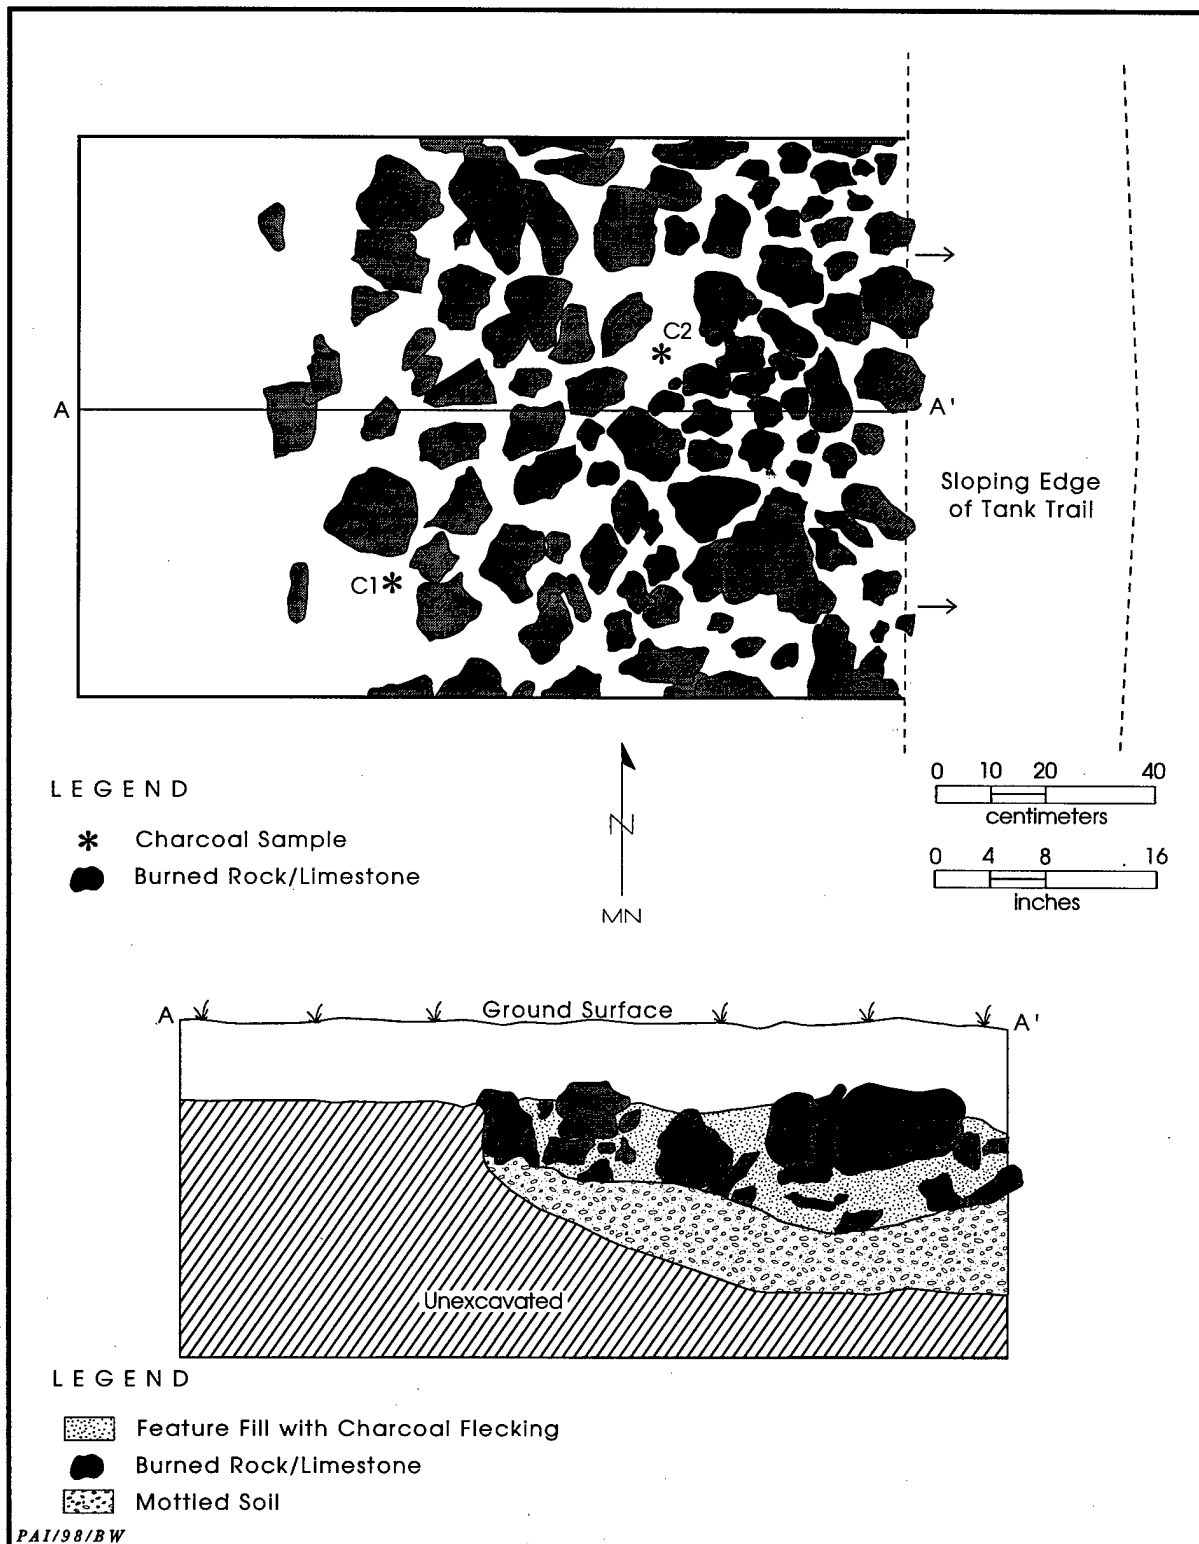 C2
A A'
Sloping Edge
of Tank Trail
C1
LEGEND
* Charcoal Sample
Burned Rock/Limestone
N
MN
0 10 20 40
centimeters
0 4 8 16
inches
A Ground Surface A'
Unexcavated
LEGEND
Feature Fill with Charcoal Flecking
Burned Rock/Limestone
Mottled Soil
PAI/98/BW